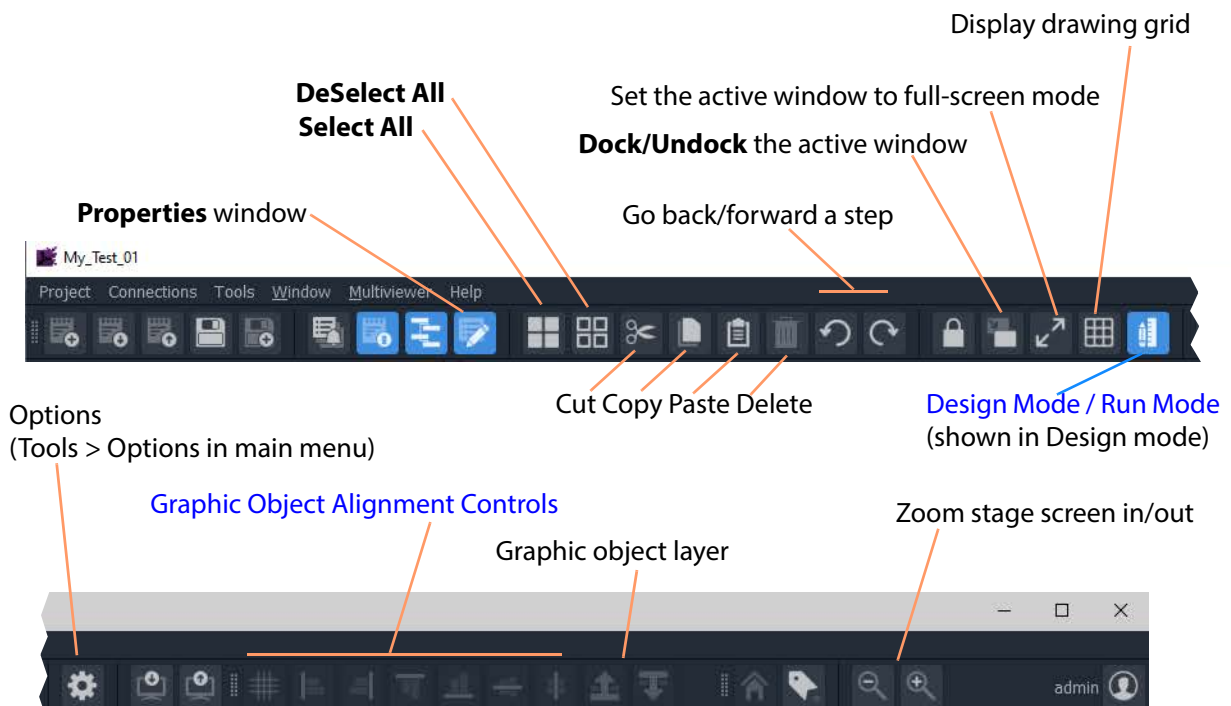 Display drawing grid
DeSelect All
Set the active window to full-screen mode
Select All
Dock/Undock the active window
Properties window
Go back/forward a step
My_Test_01
Project Connections Tools Window Multiviewer Help
Cut Copy Paste Delete
Design Mode / Run Mode
(shown in Design mode)
Options
(Tools > Options in main menu)
Graphic Object Alignment Controls
Zoom stage screen in/out
Graphic object layer
admin